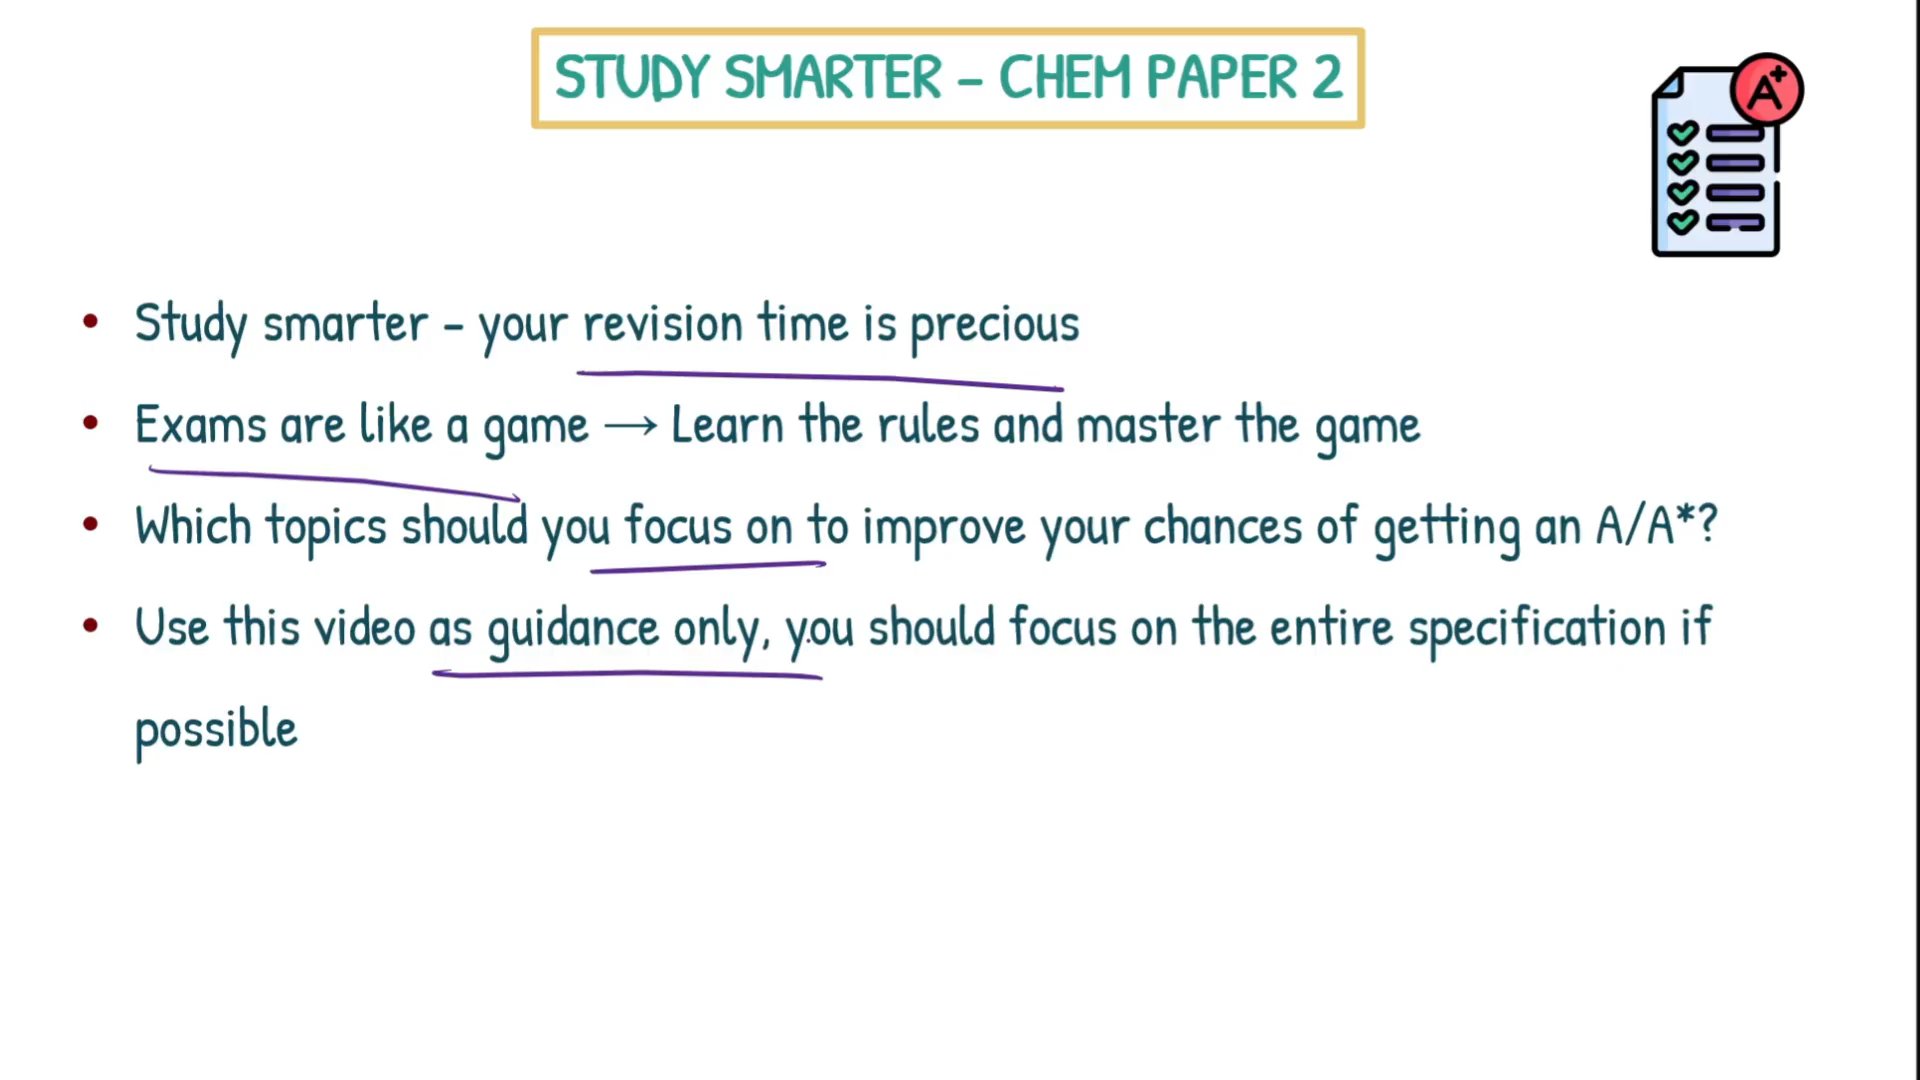 STUDY SMARTER – CHEM PAPER 2
A+
• Study smarter – your revision time is precious
• Exams are like a game → Learn the rules and master the game
• Which topics should you focus on to improve your chances of getting an A/A*?
• Use this video as guidance only, you should focus on the entire specification if
possible